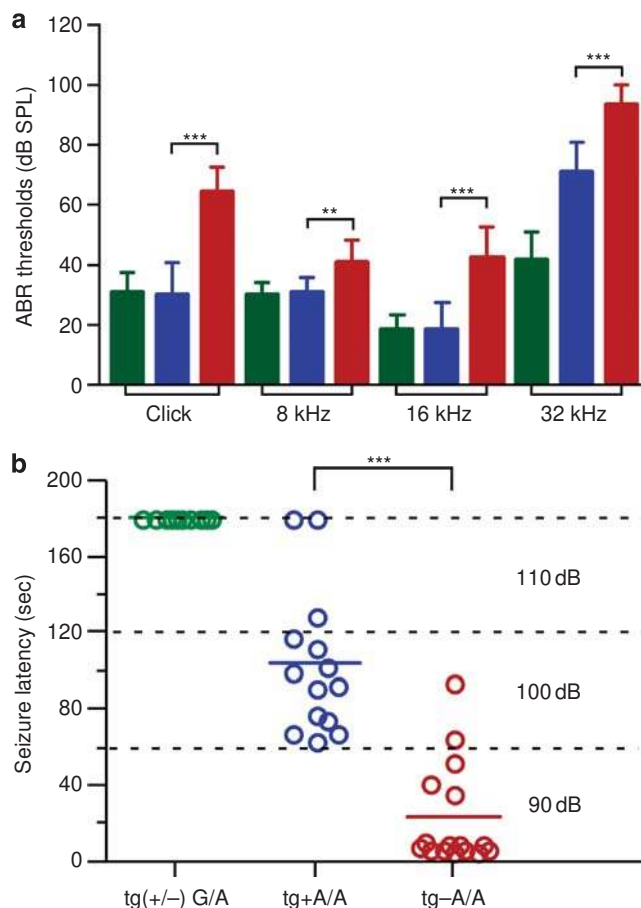 a
ABR thresholds (dB SPL)
120
100
80
60
40
20
0
***
**
***
***
Click 8 kHz 16 kHz 32 kHz
b
Seizure latency (sec)
200
160
120
80
40
0
***
110 dB
100 dB
90 dB
tg(+/−) G/A tg+A/A tg−A/A